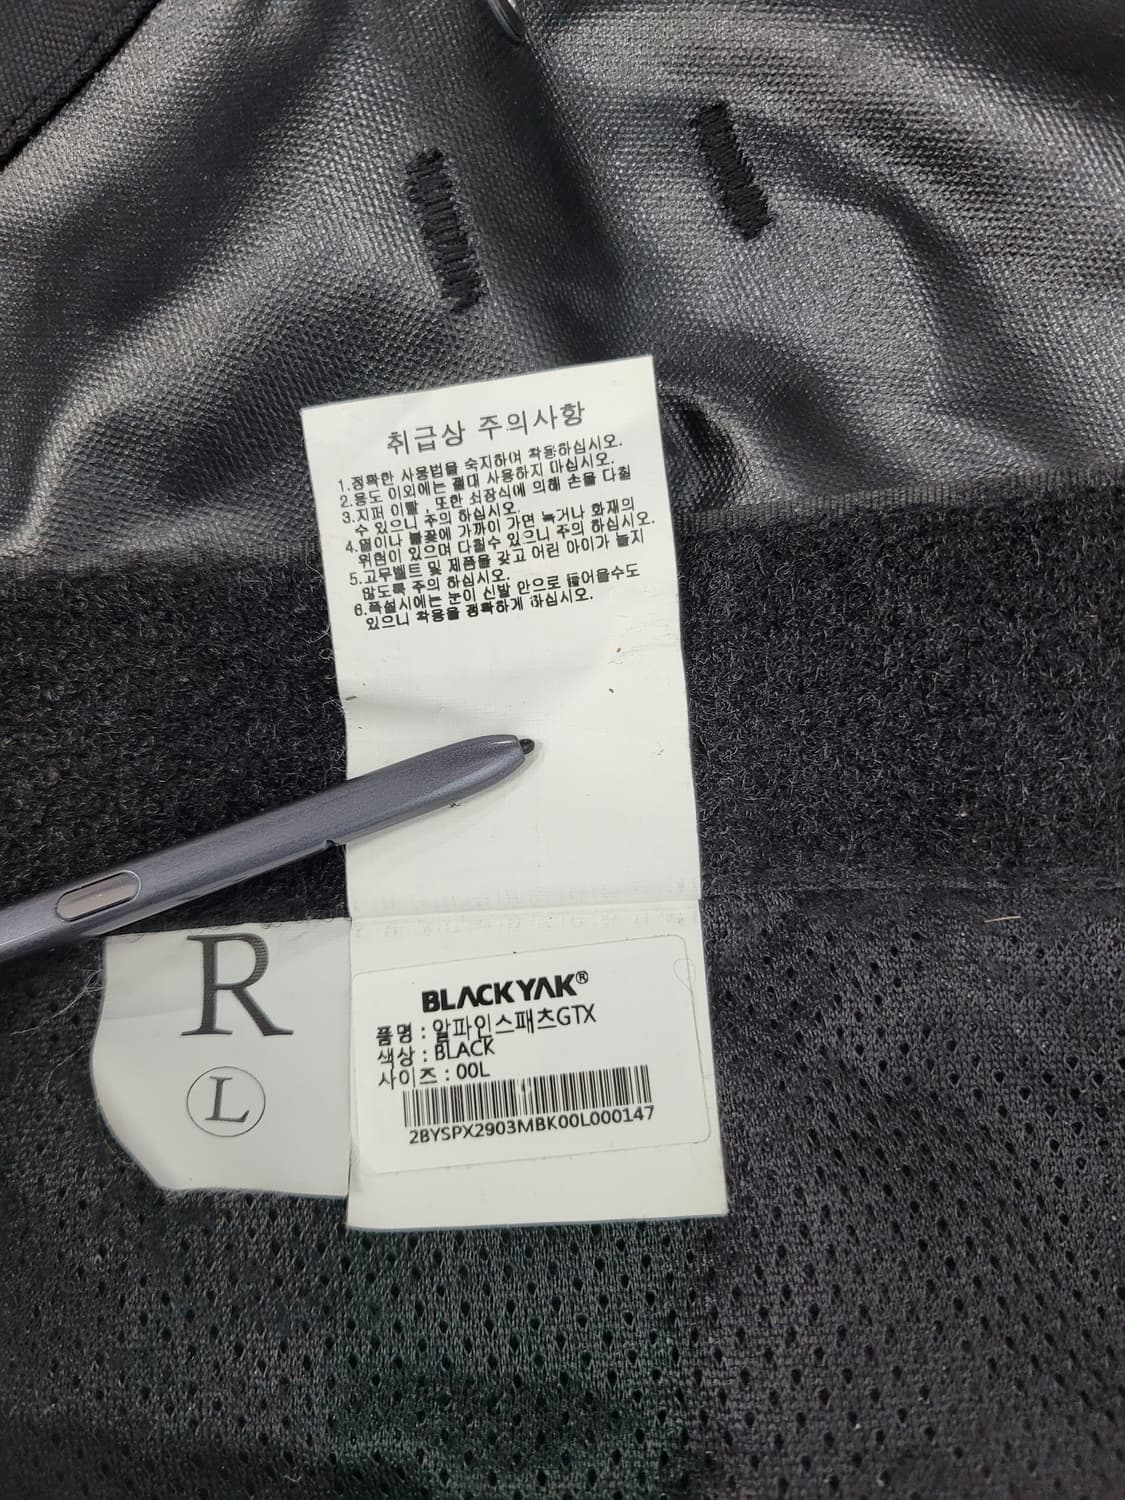 취급상 주의사항
1.정확한 사용법을 숙지하여 착용하십시오.
2.용도 이외에는 절대 사용하지 마십시오.
3.지퍼 이빨, 또한 쇠장식에 의해 손을 다칠
수 있으니 주의 하십시오.
4.열이나 불꽃에 가까이 가면 녹거나 화재의
위험이 있으며 다칠수 있으니 주의 하십시오.
5.고무벨트및 제품을 갖고 어린 아이가 놀지
않도록 주의 하십시오.
6.폭설시에는 눈이 신발 안으로 들어올수도
있으니 착용을 정확하게 하십시오.
R
L
BLACKYAK®
품명 : 알파인스패츠GTX
색상 : BLACK
사이즈 : 00L
2BYSPX2903MBK00L000147